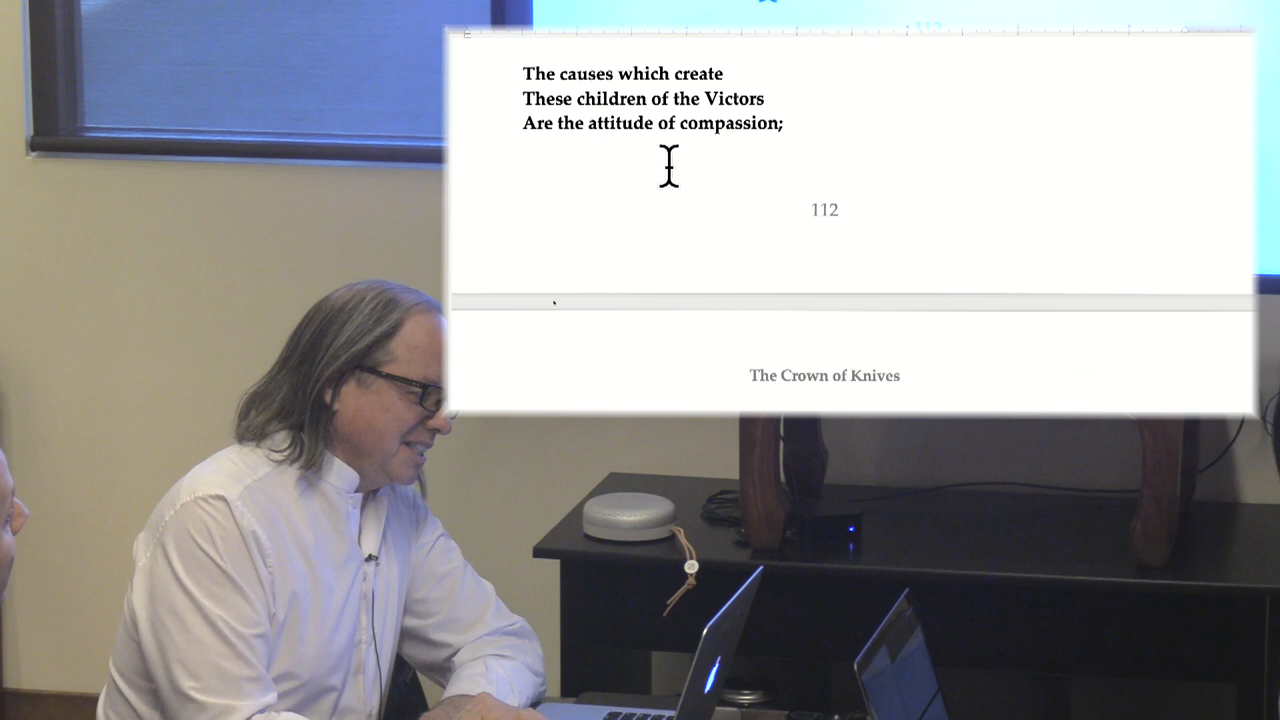 112
The causes which create
These children of the Victors
Are the attitude of compassion;
112
The Crown of Knives